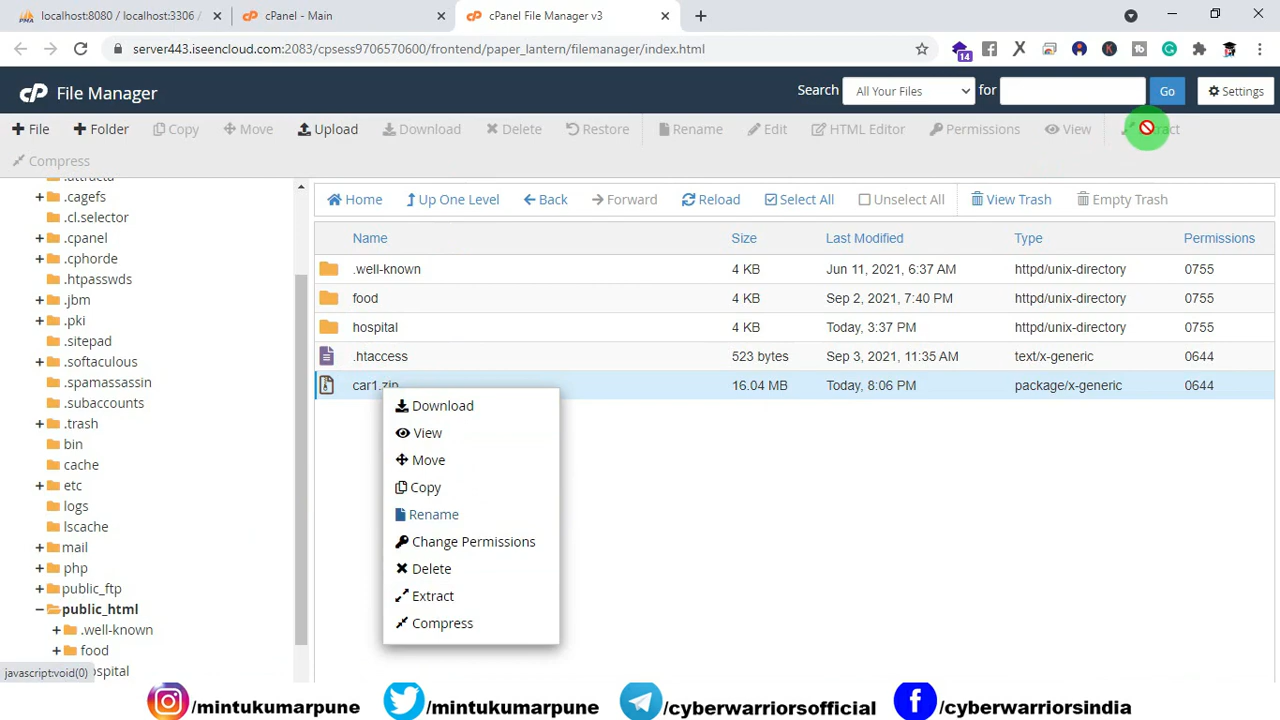 localhost:8080 / localhost:3306 /
cPanel - Main
cPanel File Manager v3
server443.iseencloud.com:2083/cpsess9706570600/frontend/paper_lantern/filemanager/index.html
14
cP File Manager
Search All Your Files for Go Settings
File Folder Copy Move Upload Download Delete Restore Rename Edit HTML Editor Permissions View Extract
Compress
Home Up One Level Back Forward Reload Select All Unselect All View Trash Empty Trash
Name Size Last Modified Type Permissions
.well-known 4 KB Jun 11, 2021, 6:37 AM httpd/unix-directory 0755
food 4 KB Sep 2, 2021, 7:40 PM httpd/unix-directory 0755
hospital 4 KB Today, 3:37 PM httpd/unix-directory 0755
.htaccess 523 bytes Sep 3, 2021, 11:35 AM text/x-generic 0644
car1.zip 16.04 MB Today, 8:06 PM package/x-generic 0644
Download
View
Move
Copy
Rename
Change Permissions
Delete
Extract
Compress
.cagefs
.cl.selector
.cpanel
.cphorde
.htpasswds
.jbm
.pki
.sitepad
.softaculous
.spamassassin
.subaccounts
.trash
bin
cache
etc
logs
lscache
mail
php
public_ftp
public_html
.well-known
food
javascript:void(0)
/mintukumarpune /mintukumarpune /cyberwarriorsofficial /cyberwarriorsindia